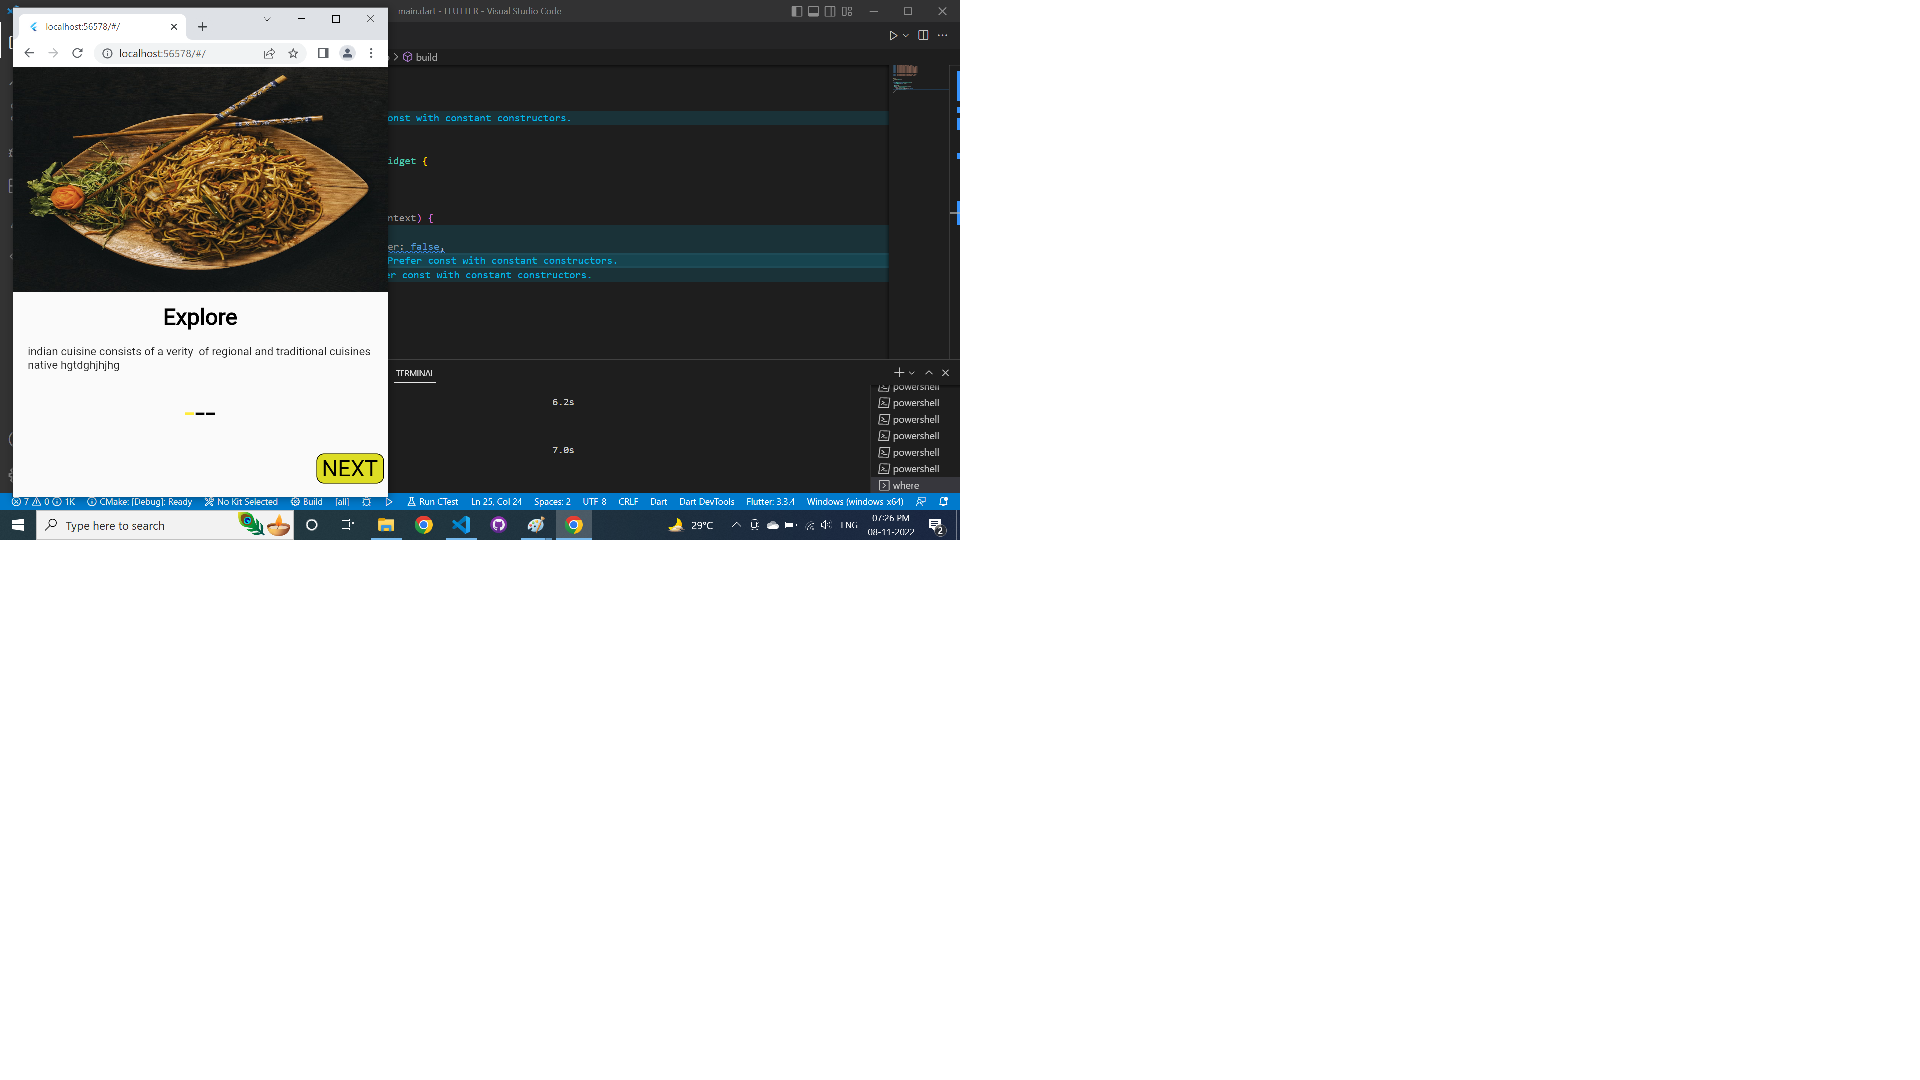 localhost:56578/#/
main.dart - FLUTTER - Visual Studio Code
localhost:56578/#/
build
onst with constant constructors.
idget {
ntext) {
er: false,
Prefer const with constant constructors.
er const with constant constructors.
Explore
indian cuisine consists of a verity  of regional and traditional cuisines
native hgtdghjhjhg
NEXT
TERMINAL
6.2s
7.0s
powershell
powershell
powershell
powershell
powershell
powershell
where
7 0 1K CMake: [Debug]: Ready No Kit Selected Build [all] Run CTest Ln 25, Col 24 Spaces: 2 UTF-8 CRLF Dart Dart DevTools Flutter: 3.3.4 Windows (windows-x64)
Type here to search
29°C
ENG
07:26 PM
08-11-2022
2